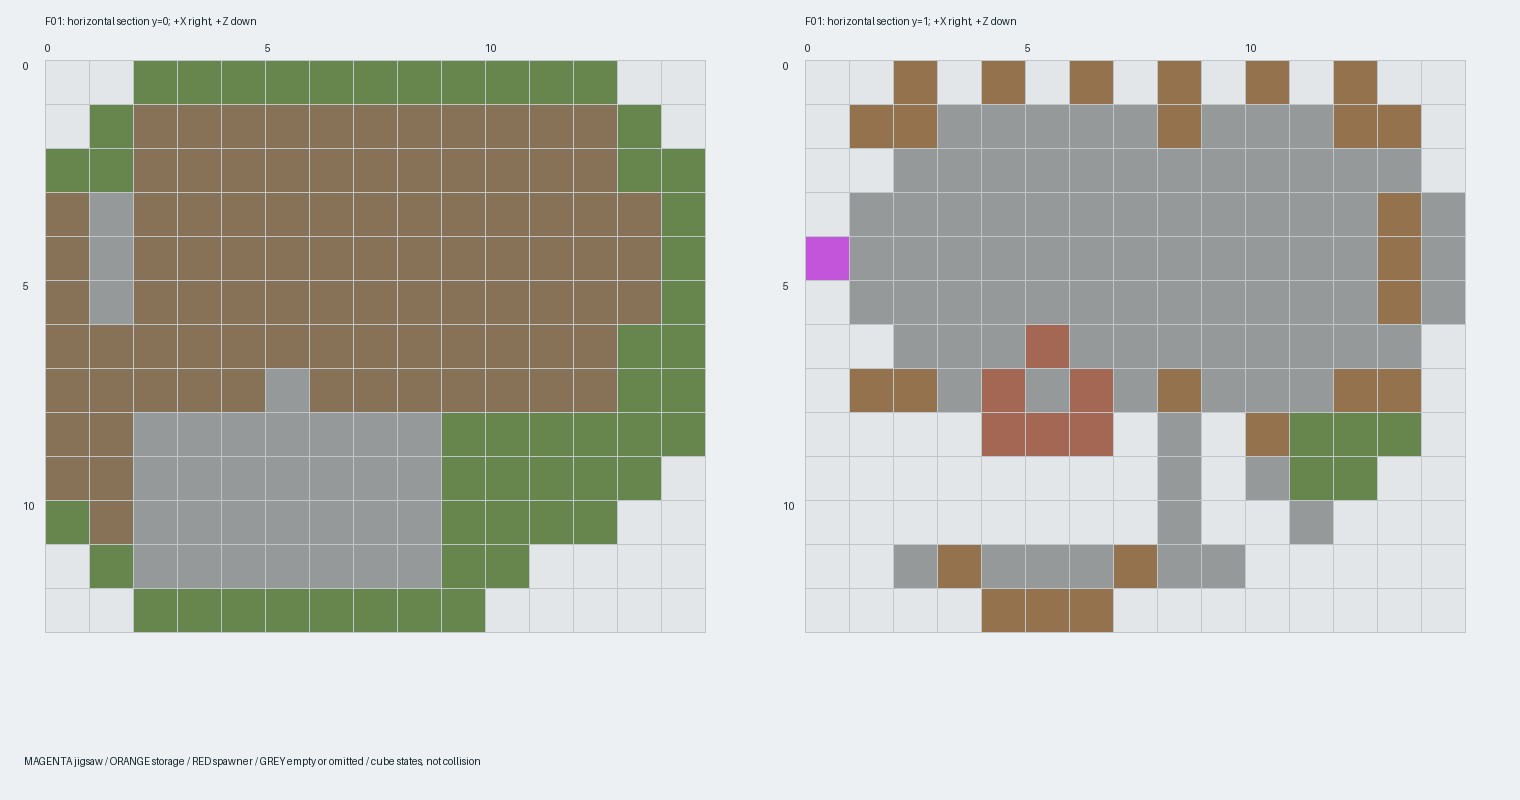 F01: horizontal section y=0; +X right, +Z down
F01: horizontal section y=1; +X right, +Z down
0 5 10
0 5 10
0 0
5 5
10 10
MAGENTA jigsaw / ORANGE storage / RED spawner / GREY empty or omitted / cube states, not collision